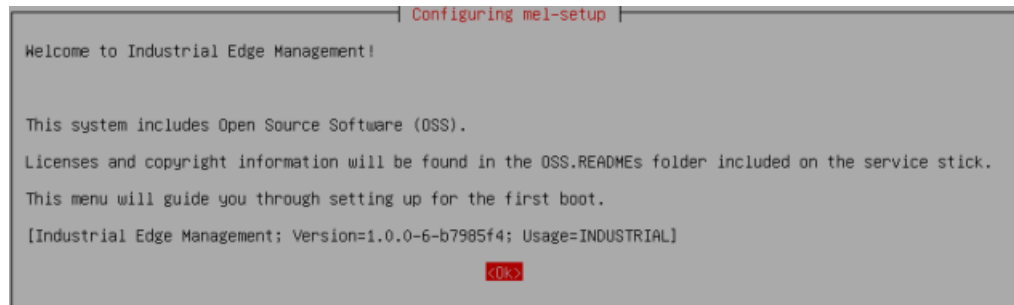 Configuring mel-setup
Welcome to Industrial Edge Management!
This system includes Open Source Software (OSS).
Licenses and copyright information will be found in the OSS.READMEs folder included on the service stick.
This menu will guide you through setting up for the first boot.
[Industrial Edge Management; Version=1.0.0-6-b7985f4; Usage=INDUSTRIAL]
<Ok>